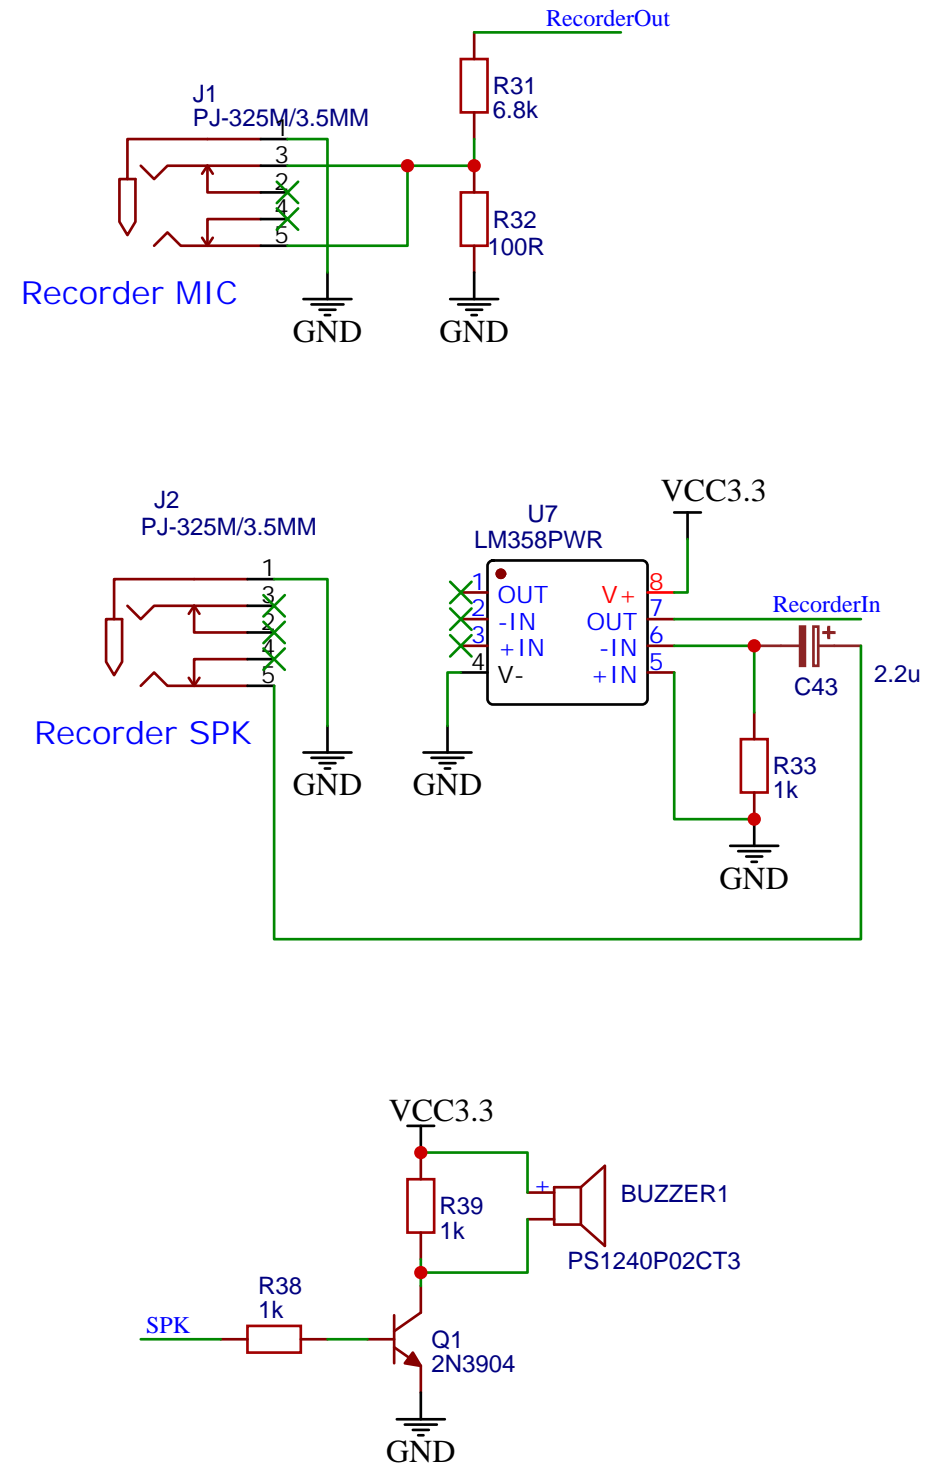 RecorderOut
R31
6.8k
J1
PJ-325M/3.5MM
1
3
2
4
5
R32
100R
Recorder MIC
GND
GND
J2
PJ-325M/3.5MM
1
3
2
4
5
Recorder SPK
GND
VCC3.3
U7
LM358PWR
1 OUT V+ 8
2 -IN OUT 7
3 +IN -IN 6
4 V- +IN 5
GND
RecorderIn
+
C43
2.2u
R33
1k
GND
VCC3.3
R39
1k
+
BUZZER1
PS1240P02CT3
R38
1k
SPK
Q1
2N3904
GND